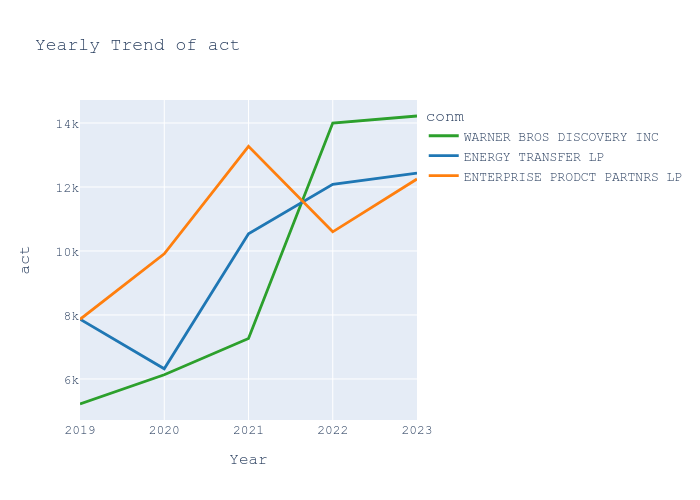 Yearly Trend of act
conm
WARNER BROS DISCOVERY INC
ENERGY TRANSFER LP
ENTERPRISE PRODCT PARTNRS LP
14k
12k
10k
8k
6k
act
2019 2020 2021 2022 2023
Year